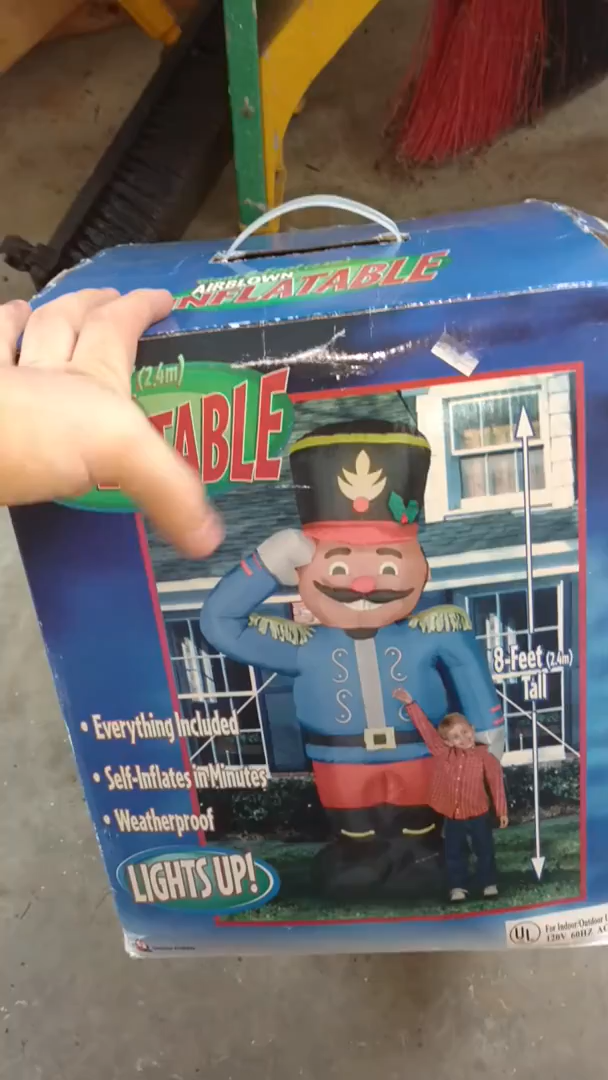 AIRBLOWN
INFLATABLE
(2.4m)
TABLE
8-Feet (2.4m)
Tall
• Everything Included
• Self-Inflates in Minutes
• Weatherproof
LIGHTS UP!
UL
For Indoor/Outdoor
120V 60HZ AC